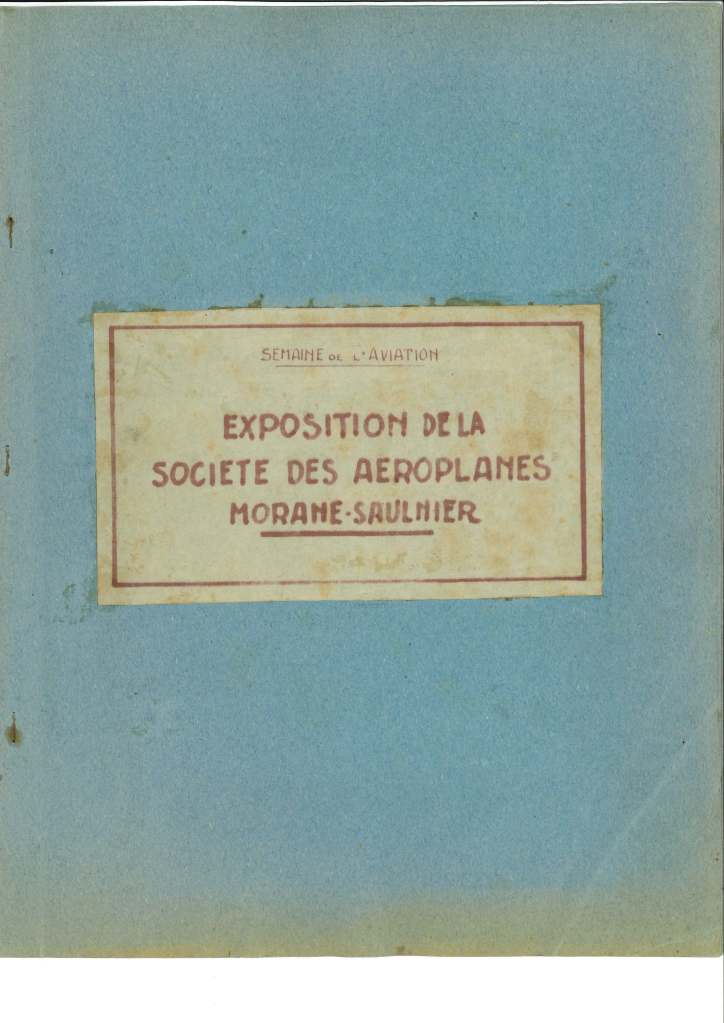 SEMAINE DE L'AVIATION
EXPOSITION DE LA
SOCIETE DES AEROPLANES
MORANE-SAULNIER